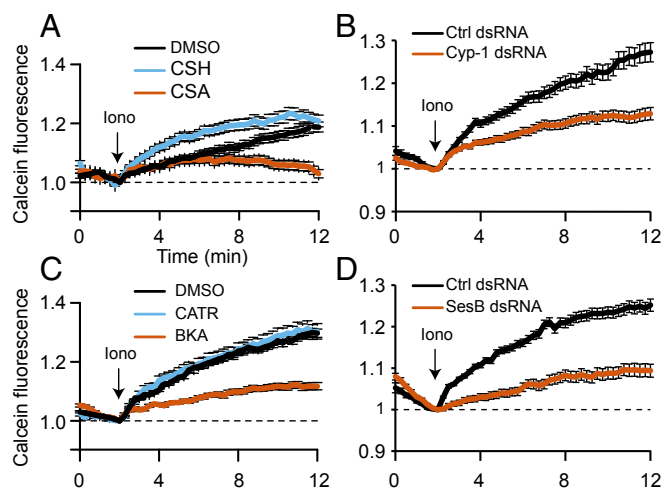 A
DMSO
CSH
CSA
Iono
Calcein fluorescence
1.4
1.2
1.0
0
4
8
12
Time (min)
B
Ctrl dsRNA
Cyp-1 dsRNA
Iono
1.3
1.2
1.1
1
0.9
0
4
8
12
C
DMSO
CATR
BKA
Iono
Calcein fluorescence
1.4
1.2
1.0
0
4
8
12
D
Ctrl dsRNA
SesB dsRNA
Iono
1.3
1.2
1.1
1
0.9
0
4
8
12